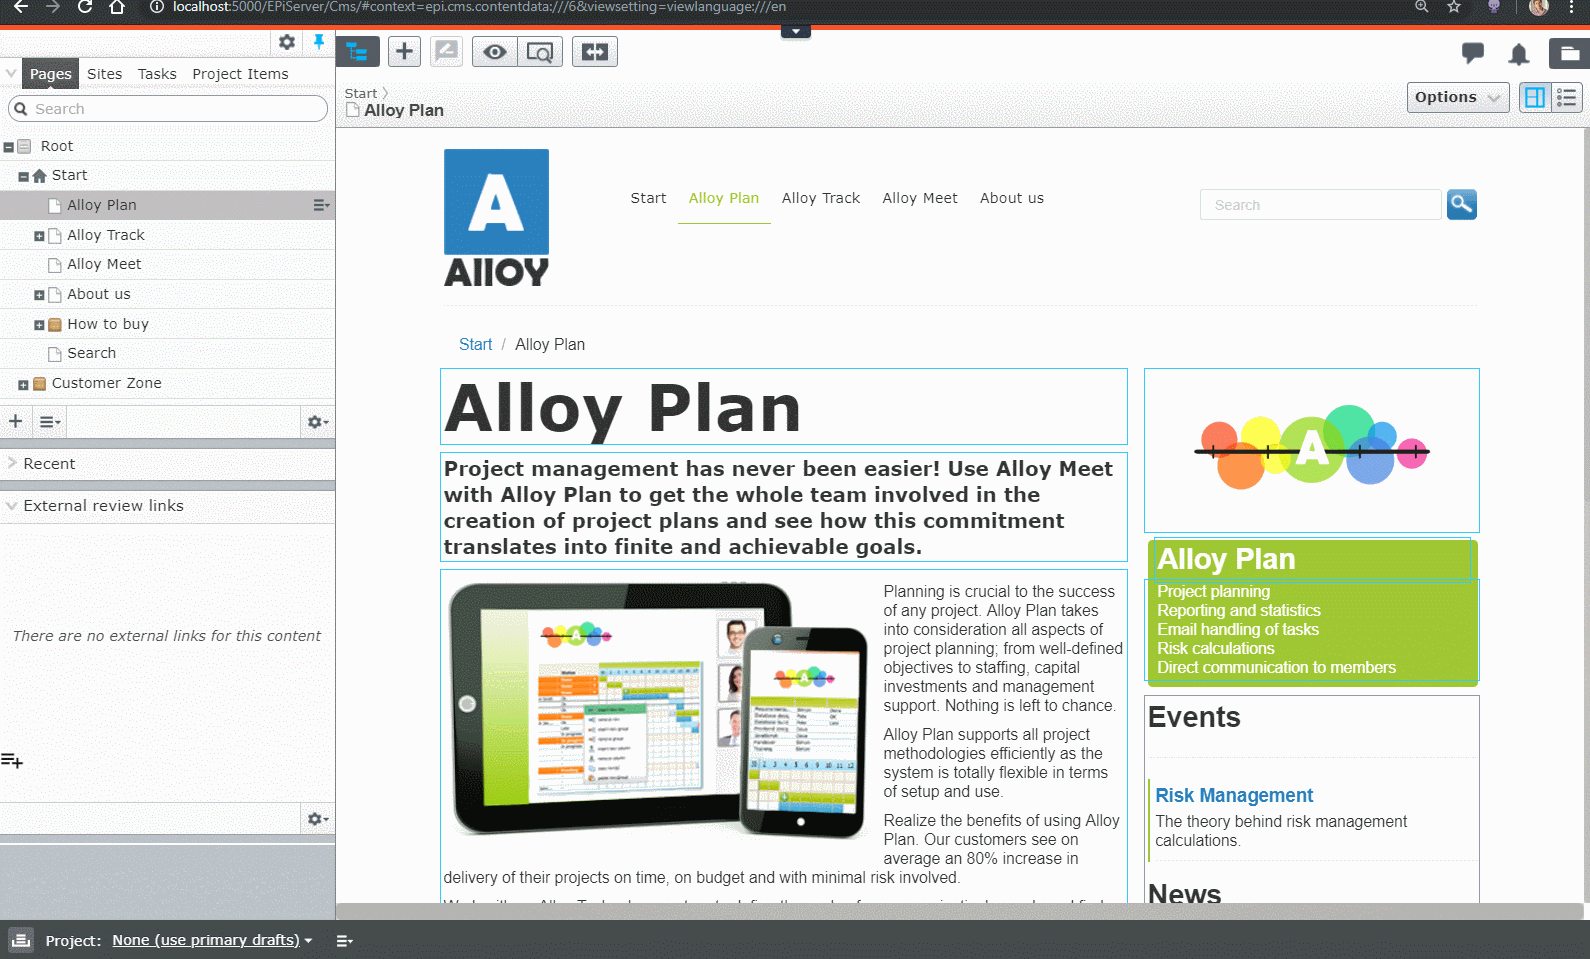 localhost:5000/EPiServer/Cms/#context=epi.cms.contentdata:///6&viewsetting=viewlanguage:///en
Pages Sites Tasks Project Items
Search
Root
Start
Alloy Plan
Alloy Track
Alloy Meet
About us
How to buy
Search
Customer Zone
Recent
External review links
There are no external links for this content
Start
Alloy Plan
Options
A
Alloy
Start Alloy Plan Alloy Track Alloy Meet About us
Search
Start / Alloy Plan
Alloy Plan
Project management has never been easier! Use Alloy Meet
with Alloy Plan to get the whole team involved in the
creation of project plans and see how this commitment
translates into finite and achievable goals.
Planning is crucial to the success
of any project. Alloy Plan takes
into consideration all aspects of
project planning; from well-defined
objectives to staffing, capital
investments and management
support. Nothing is left to chance.
Alloy Plan supports all project
methodologies efficiently as the
system is totally flexible in terms
of setup and use.
Realize the benefits of using Alloy
Plan. Our customers see on
average an 80% increase in
delivery of their projects on time, on budget and with minimal risk involved.
A
Alloy Plan
Project planning
Reporting and statistics
Email handling of tasks
Risk calculations
Direct communication to members
Events
Risk Management
The theory behind risk management
calculations.
News
Project: None (use primary drafts)